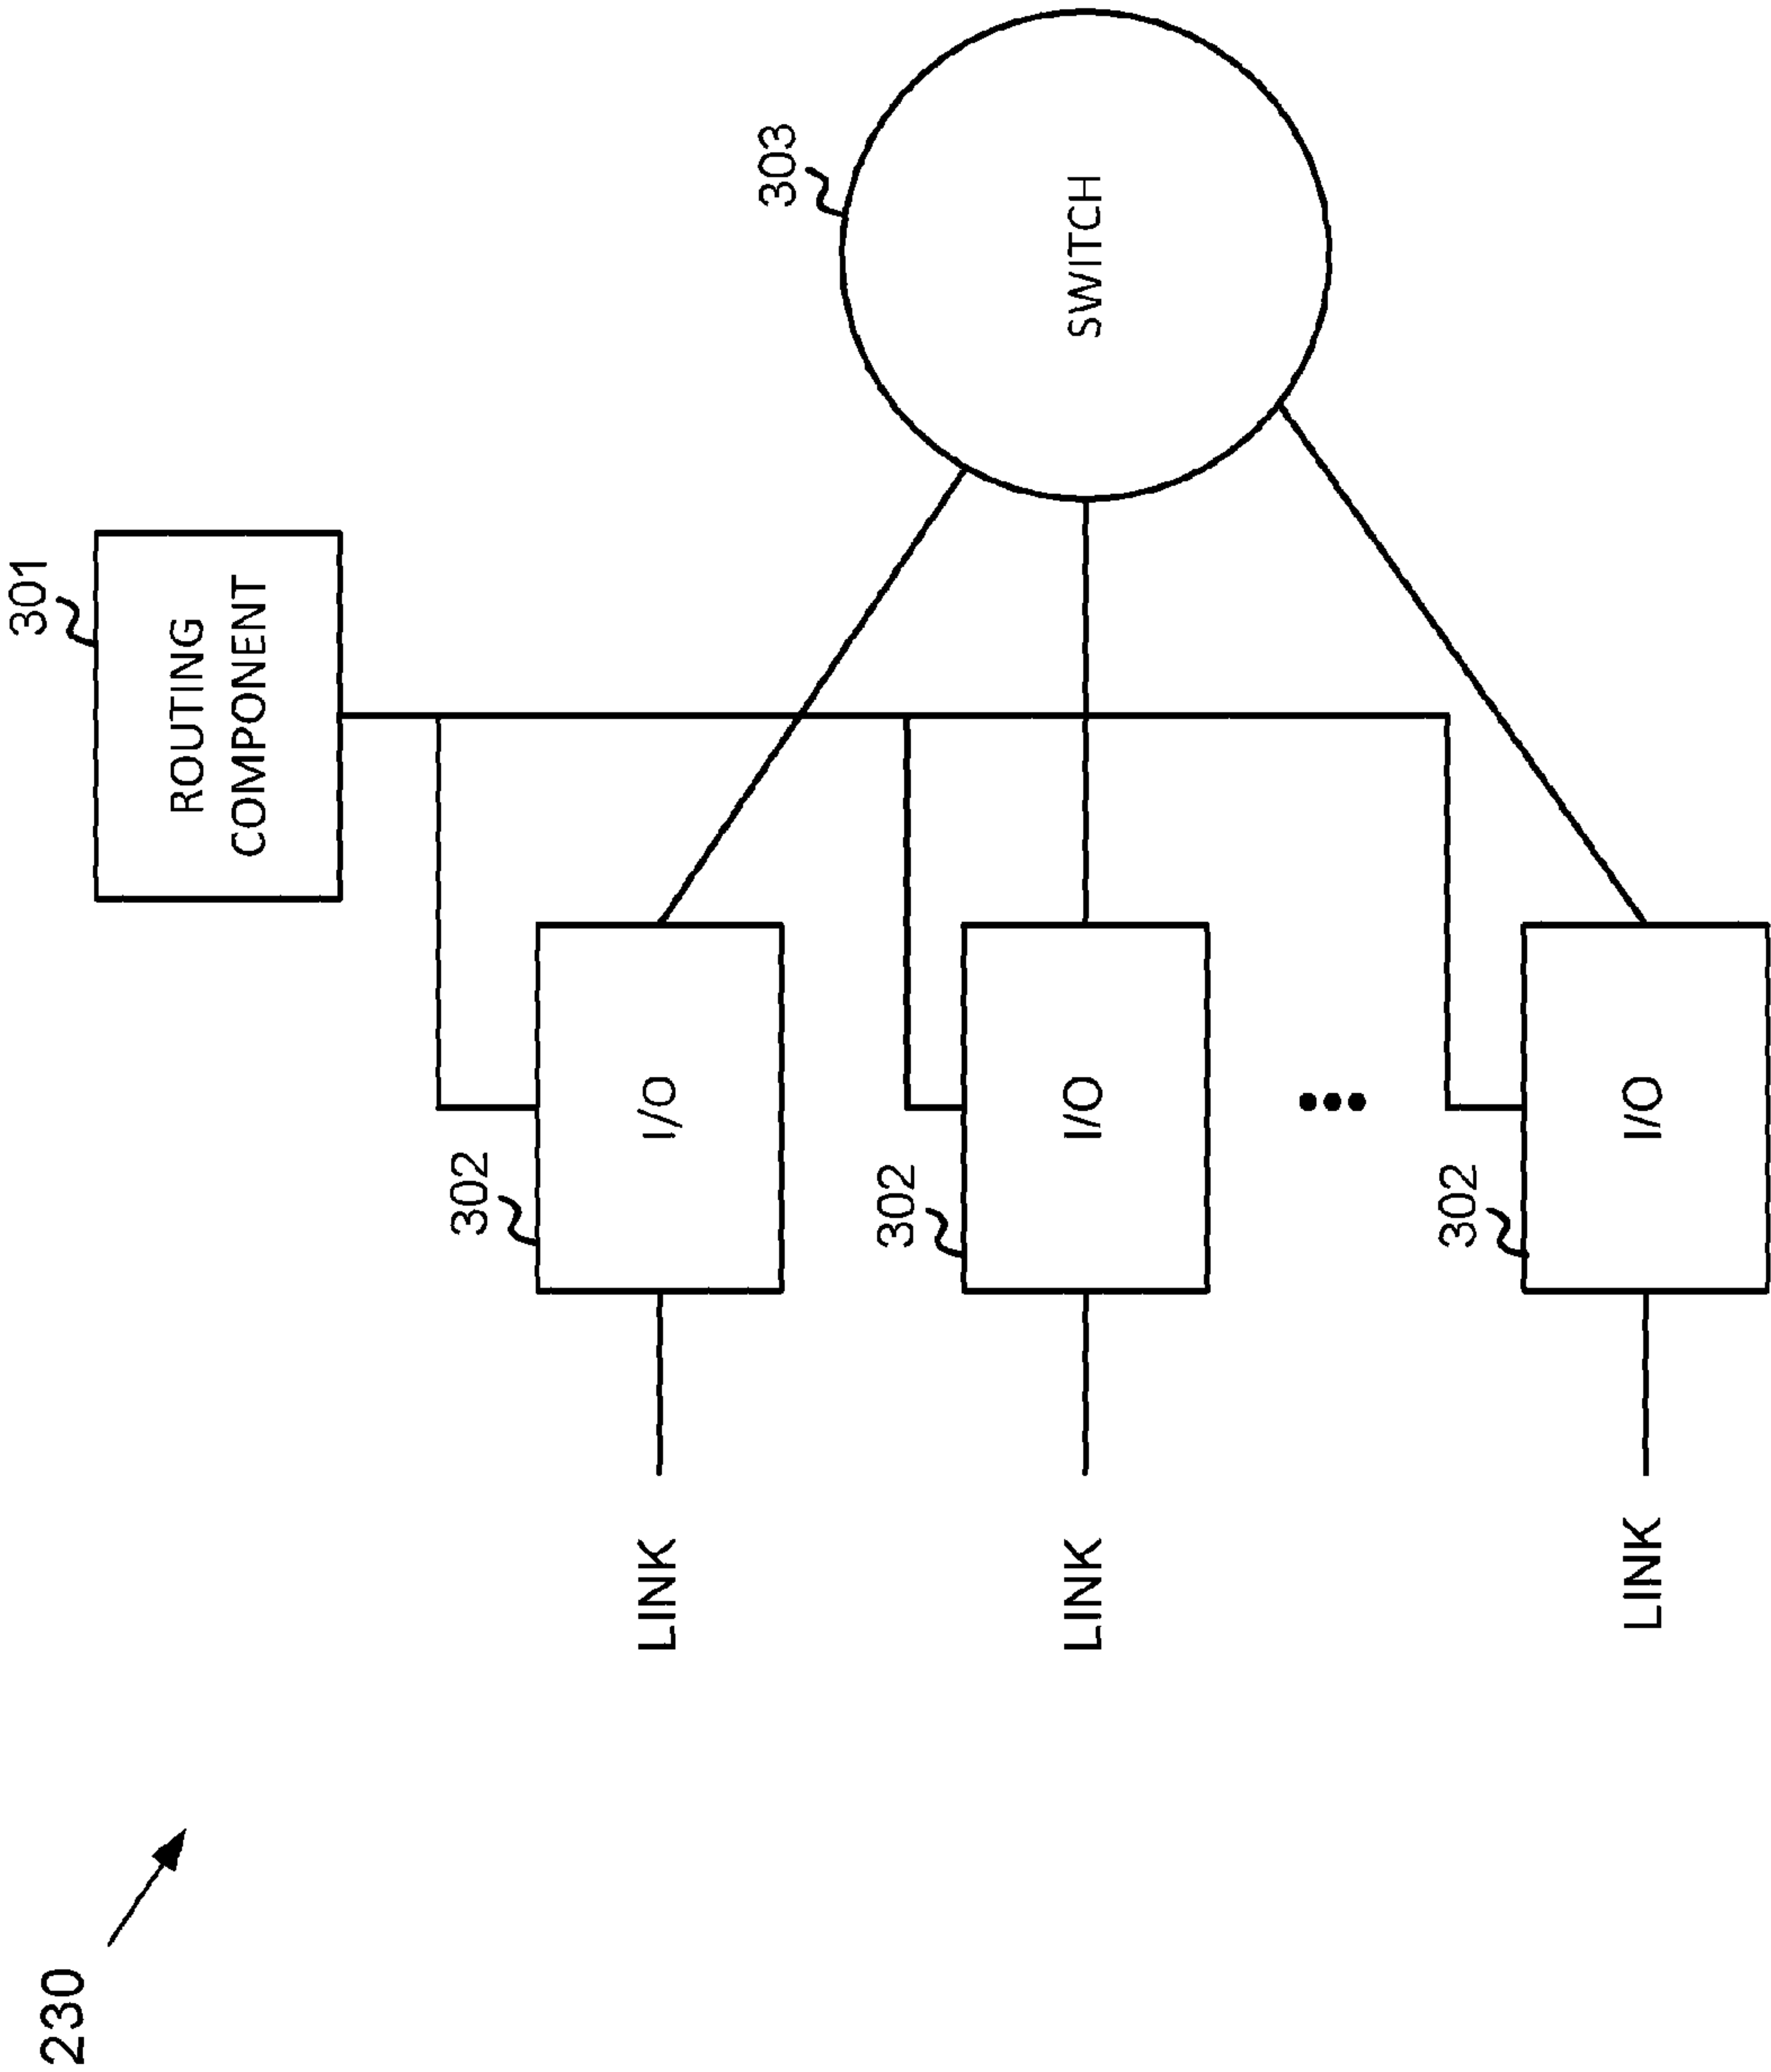 230
301
ROUTING
COMPONENT
302
I/O
LINK
303
SWITCH
302
I/O
LINK
302
I/O
LINK